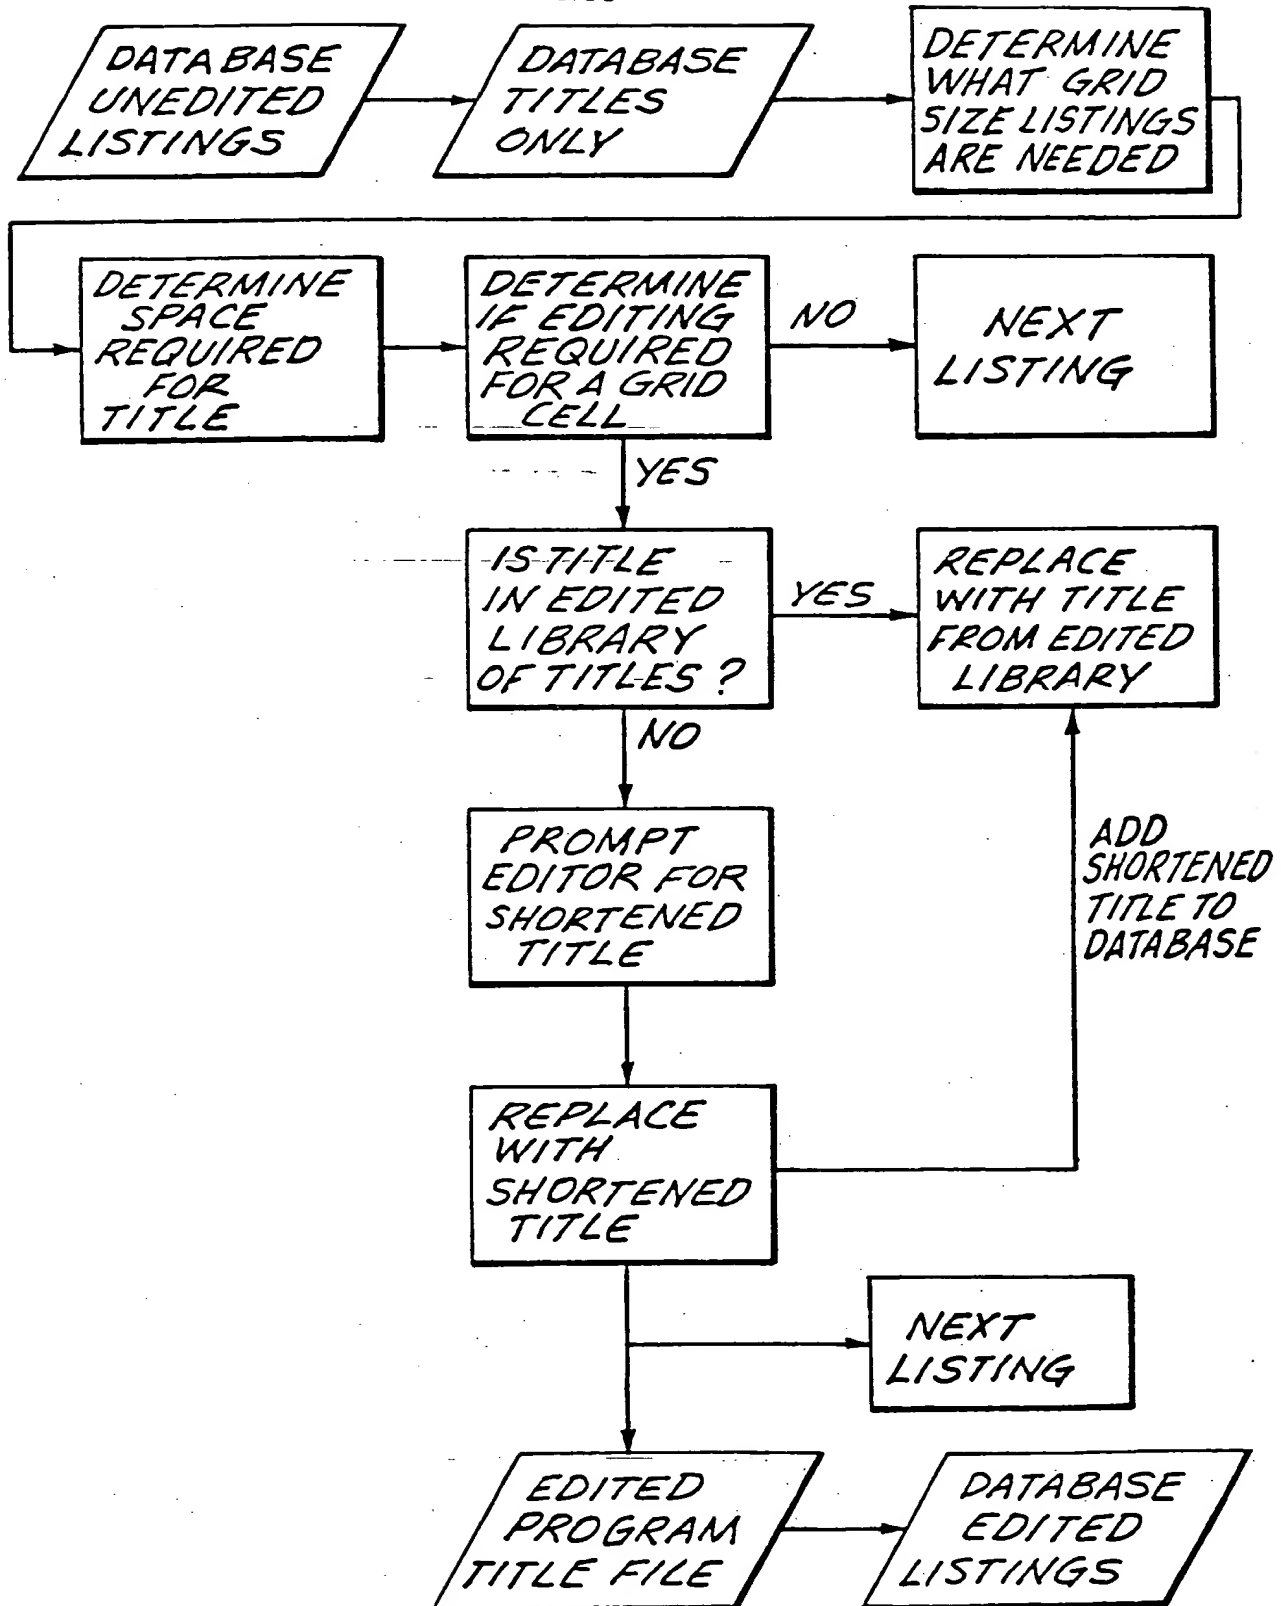 DATABASE
UNEDITED
LISTINGS
DATABASE
TITLES
ONLY
DETERMINE
WHAT GRID
SIZE LISTINGS
ARE NEEDED
DETERMINE
SPACE
REQUIRED
FOR
TITLE
DETERMINE
IF EDITING
REQUIRED
FOR A GRID
CELL
NO
NEXT
LISTING
YES
IS TITLE
IN EDITED
LIBRARY
OF TITLES?
YES
REPLACE
WITH TITLE
FROM EDITED
LIBRARY
NO
PROMPT
EDITOR FOR
SHORTENED
TITLE
ADD
SHORTENED
TITLE TO
DATABASE
REPLACE
WITH
SHORTENED
TITLE
NEXT
LISTING
EDITED
PROGRAM
TITLE FILE
DATABASE
EDITED
LISTINGS